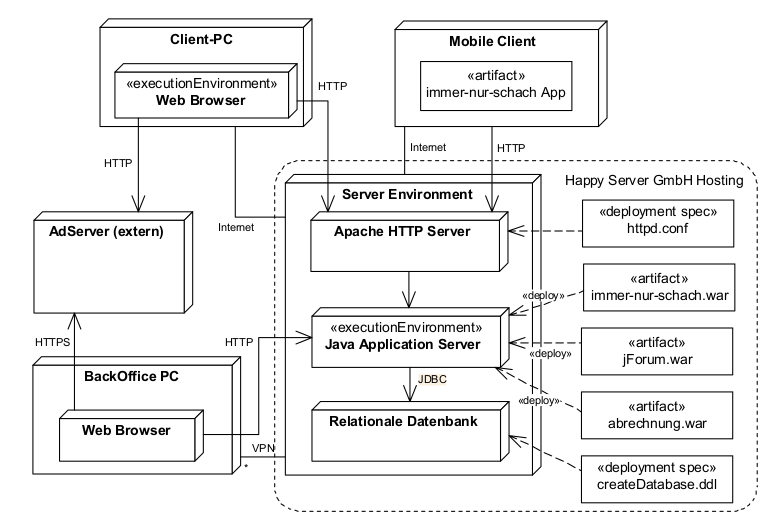 Client-PC
«executionEnvironment»
Web Browser
HTTP
Mobile Client
«artifact»
immer-nur-schach App
HTTP
Internet
HTTP
Happy Server GmbH Hosting
Server Environment
AdServer (extern)
Internet
Apache HTTP Server
«deployment spec»
httpd.conf
«artifact»
immer-nur-schach.war
«deploy»
«executionEnvironment»
Java Application Server
HTTPS
HTTP
«artifact»
jForum.war
«deploy»
BackOffice PC
JDBC
«deploy»
«artifact»
abrechnung.war
Web Browser
Relationale Datenbank
VPN
*
«deployment spec»
createDatabase.ddl